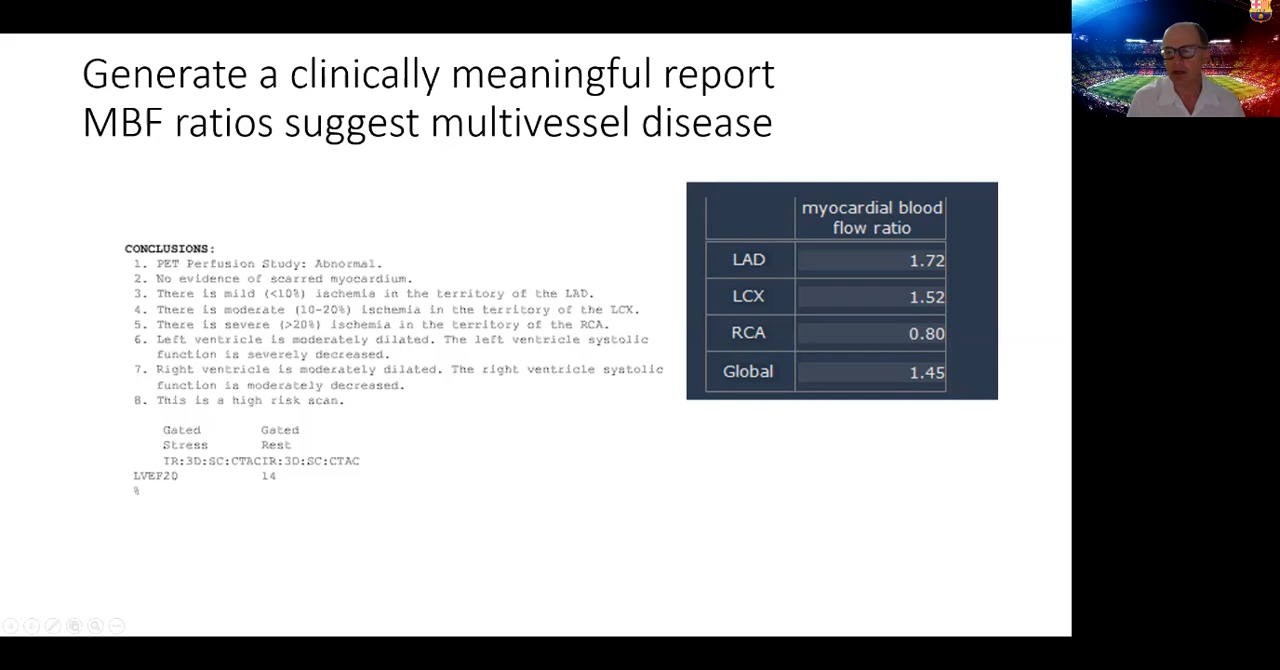 Generate a clinically meaningful report
MBF ratios suggest multivessel disease
CONCLUSIONS:
1. PET Perfusion Study: Abnormal.
2. No evidence of scarred myocardium.
3. There is mild (<10%) ischemia in the territory of the LAD.
4. There is moderate (10-20%) ischemia in the territory of the LCX.
5. There is severe (>20%) ischemia in the territory of the RCA.
6. Left ventricle is moderately dilated. The left ventricle systolic
function is severely decreased.
7. Right ventricle is moderately dilated. The right ventricle systolic
function is moderately decreased.
8. This is a high risk scan.
Gated Gated
Stress Rest
IR:3D:SC:CTACIR:3D:SC:CTAC
LVEF20 14
%
myocardial blood
flow ratio
LAD 1.72
LCX 1.52
RCA 0.80
Global 1.45